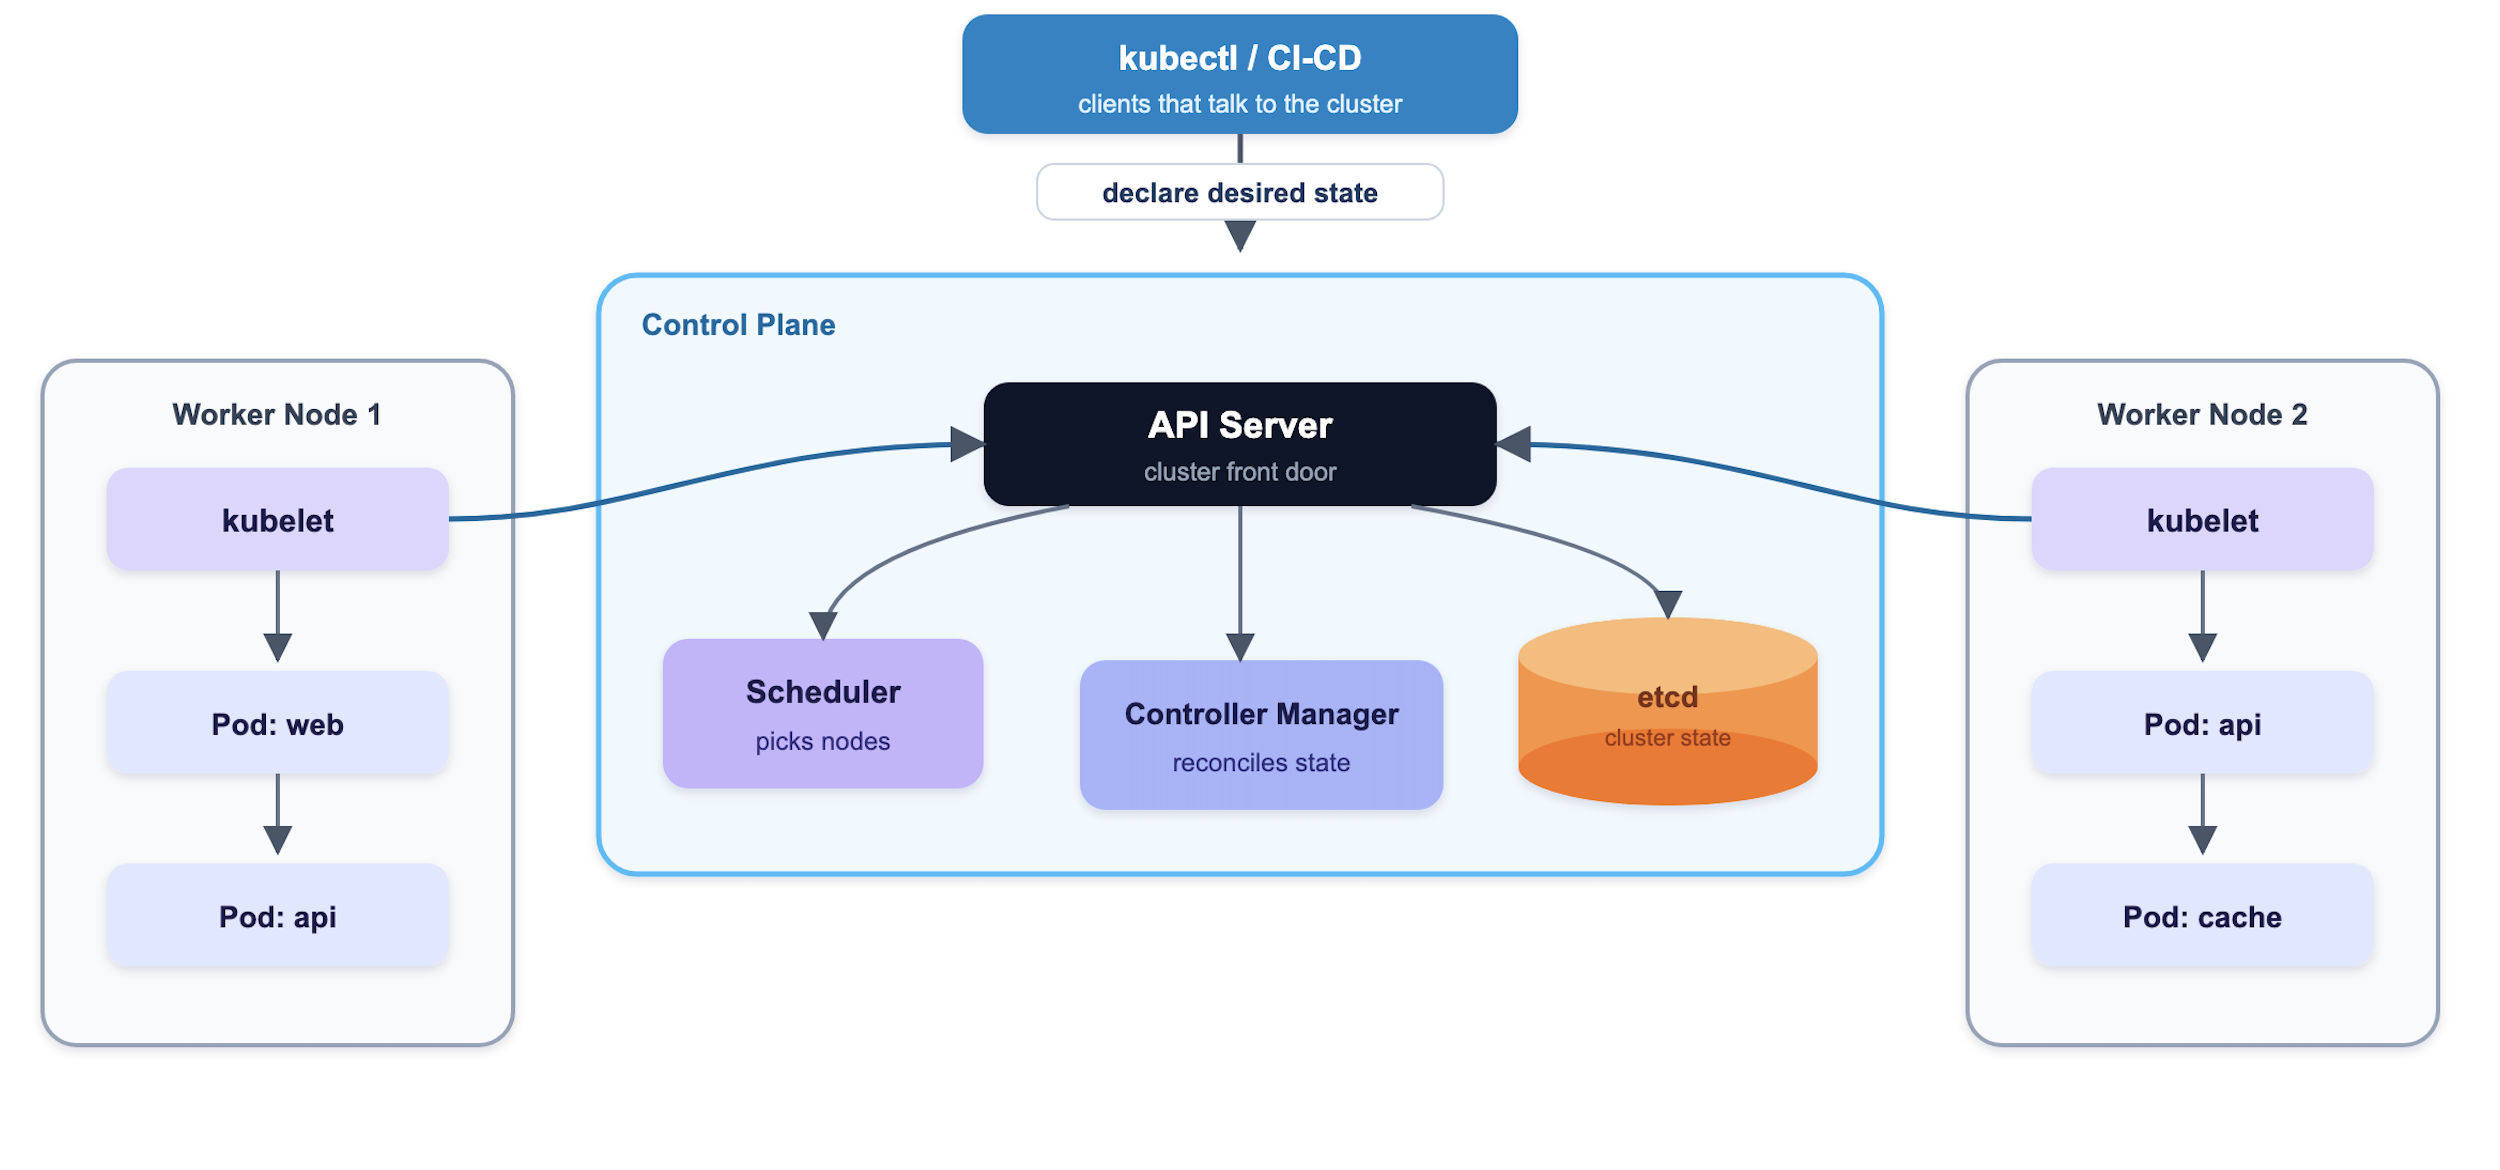 kubectl / CI-CD
clients that talk to the cluster
declare desired state
Control Plane
API Server
cluster front door
Scheduler
picks nodes
Controller Manager
reconciles state
etcd
cluster state
Worker Node 1
kubelet
Pod: web
Pod: api
Worker Node 2
kubelet
Pod: api
Pod: cache